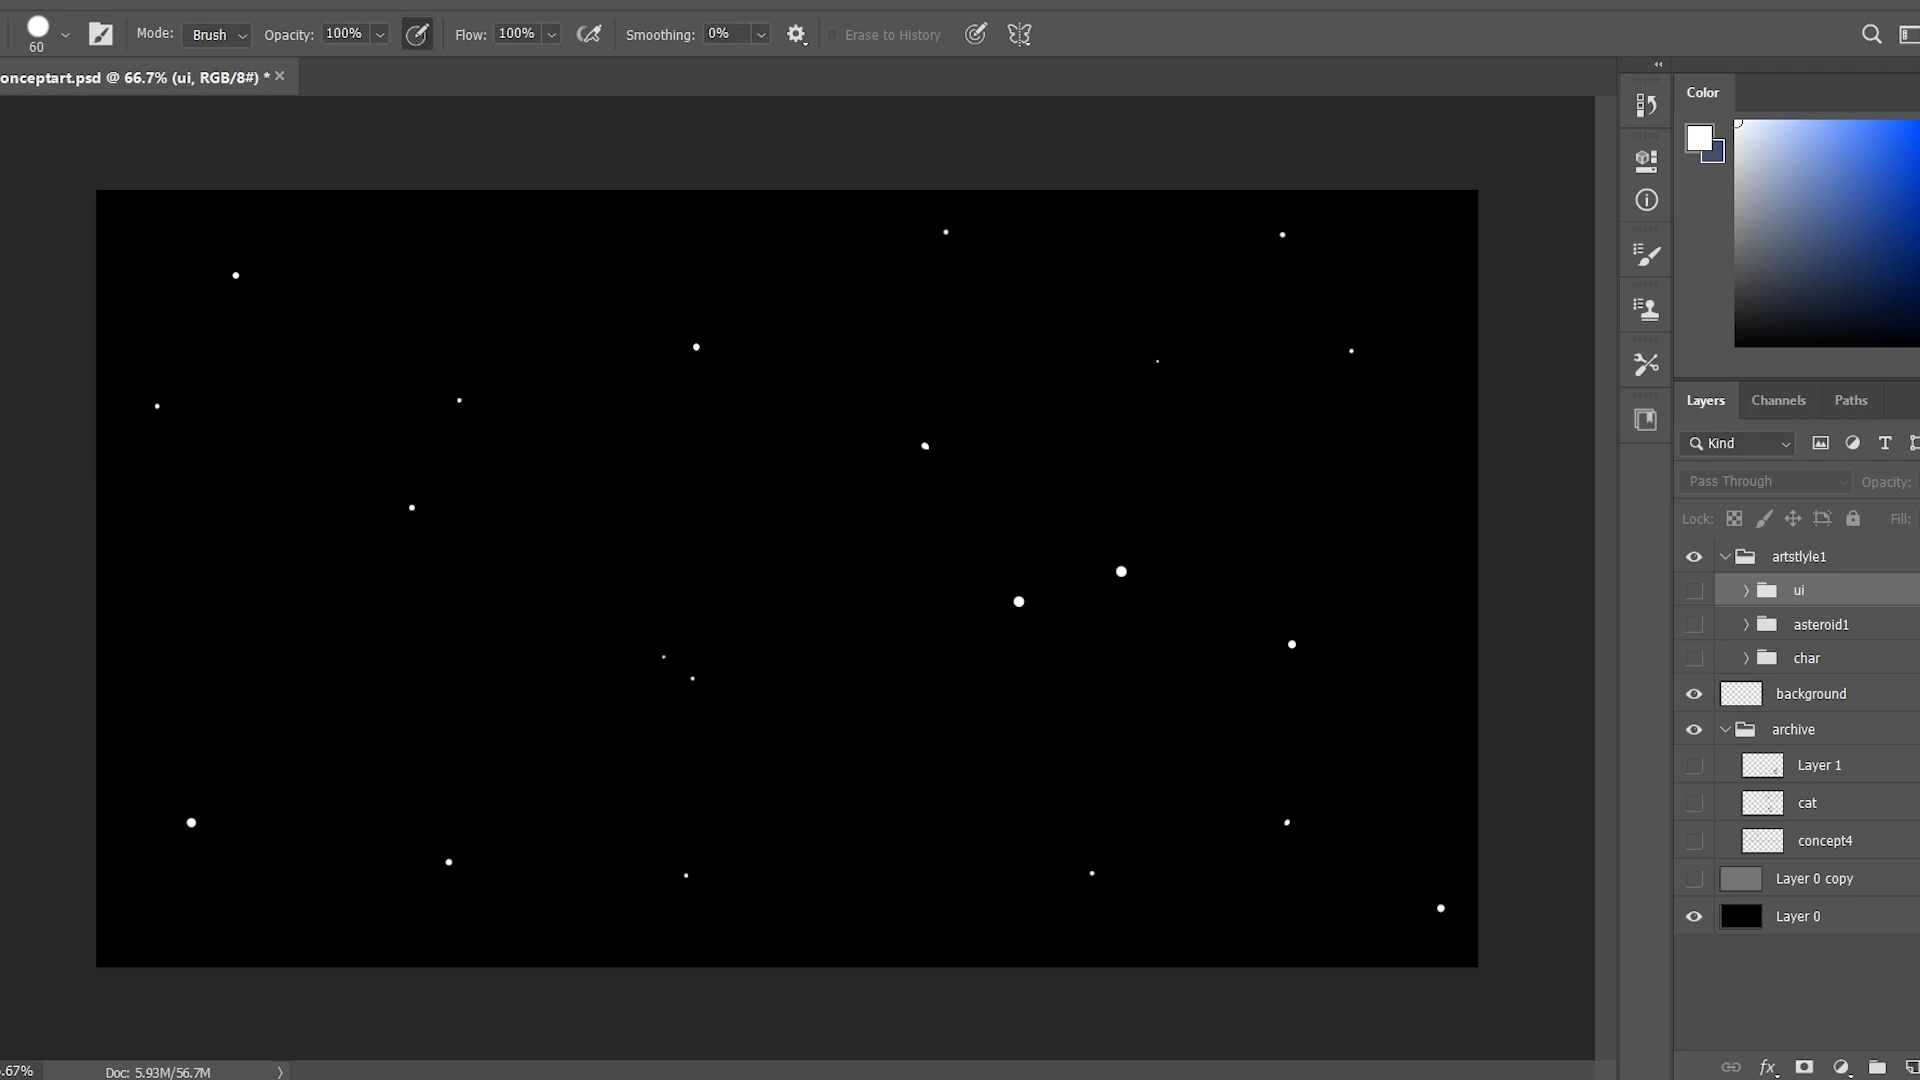 60
Mode: Brush Opacity: 100% Flow: 100% Smoothing: 0% Erase to History
onceptart.psd @ 66.7% (ui, RGB/8#) *
Color
Layers Channels Paths
Kind
Pass Through Opacity:
Lock: Fill:
artstlyle1
ui
asteroid1
char
background
archive
Layer 1
cat
concept4
Layer 0 copy
Layer 0
fx
.67% Doc: 5.93M/56.7M